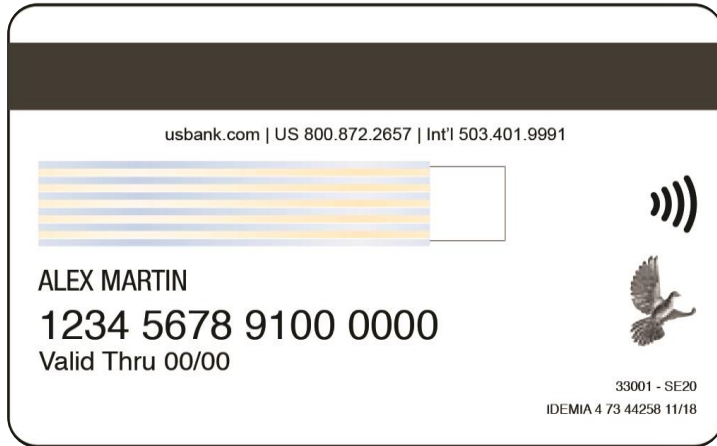 usbank.com | US 800.872.2657 | Int'l 503.401.9991
ALEX MARTIN
1234 5678 9100 0000
Valid Thru 00/00
33001 - SE20
IDEMIA 4 73 44258 11/18